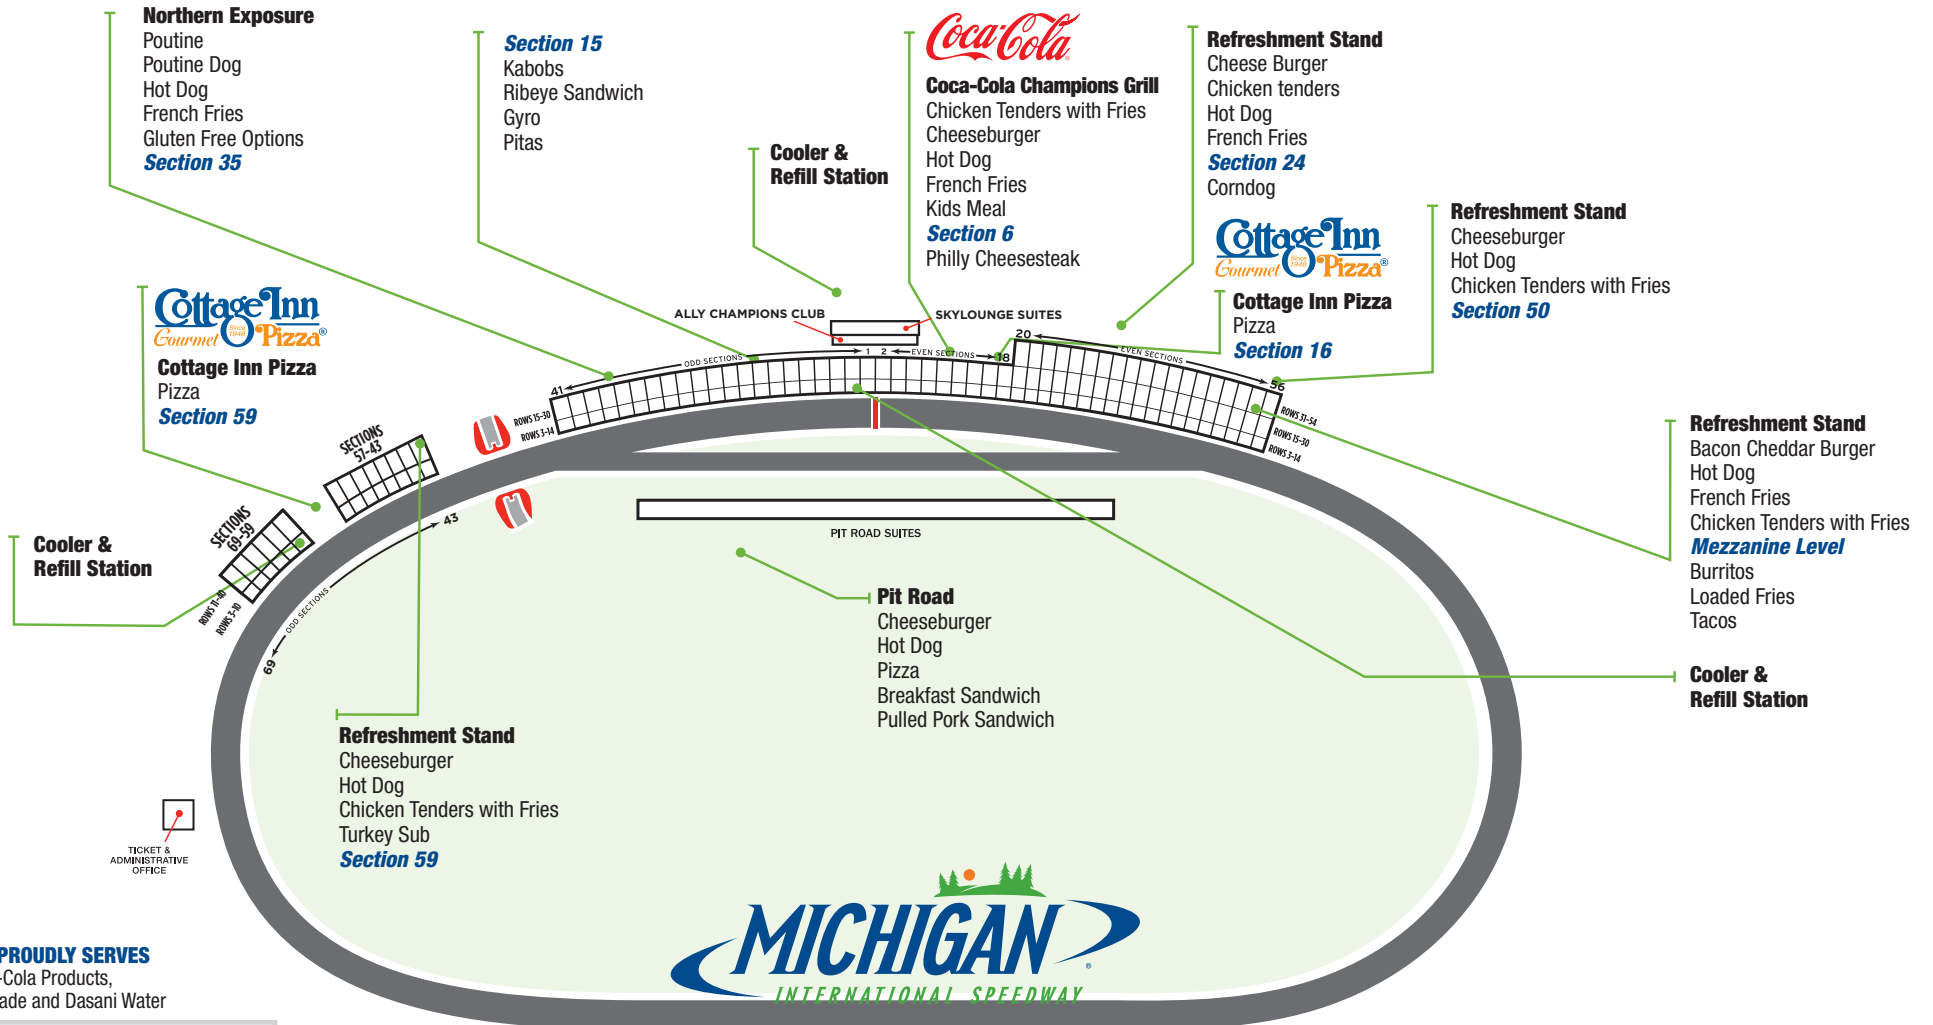 Northern Exposure
Poutine
Poutine Dog
Hot Dog
French Fries
Gluten Free Options
Section 35
Section 15
Kabobs
Ribeye Sandwich
Gyro
Pitas
Cooler &
Refill Station
Coca-Cola
Coca-Cola Champions Grill
Chicken Tenders with Fries
Cheeseburger
Hot Dog
French Fries
Kids Meal
Section 6
Philly Cheesesteak
Refreshment Stand
Cheese Burger
Chicken tenders
Hot Dog
French Fries
Section 24
Corndog
Cottage Inn
Gourmet Since 1948 Pizza®
Cottage Inn Pizza
Pizza
Section 16
Refreshment Stand
Cheeseburger
Hot Dog
Chicken Tenders with Fries
Section 50
Cottage Inn
Gourmet Since 1948 Pizza®
Cottage Inn Pizza
Pizza
Section 59
ALLY CHAMPIONS CLUB
SKYLOUNGE SUITES
41
ODD SECTIONS
1
2
EVEN SECTIONS
18
20
EVEN SECTIONS
56
ROWS 15-30
ROWS 3-14
ROWS 31-54
ROWS 15-30
ROWS 3-14
SECTIONS
57-43
SECTIONS
69-59
ROWS 11-40
ROWS 3-10
43
ODD SECTIONS
69
Cooler &
Refill Station
PIT ROAD SUITES
Pit Road
Cheeseburger
Hot Dog
Pizza
Breakfast Sandwich
Pulled Pork Sandwich
Refreshment Stand
Bacon Cheddar Burger
Hot Dog
French Fries
Chicken Tenders with Fries
Mezzanine Level
Burritos
Loaded Fries
Tacos
Cooler &
Refill Station
Refreshment Stand
Cheeseburger
Hot Dog
Chicken Tenders with Fries
Turkey Sub
Section 59
TICKET &
ADMINISTRATIVE
OFFICE
MICHIGAN®
INTERNATIONAL SPEEDWAY
PROUDLY SERVES
-Cola Products,
ade and Dasani Water